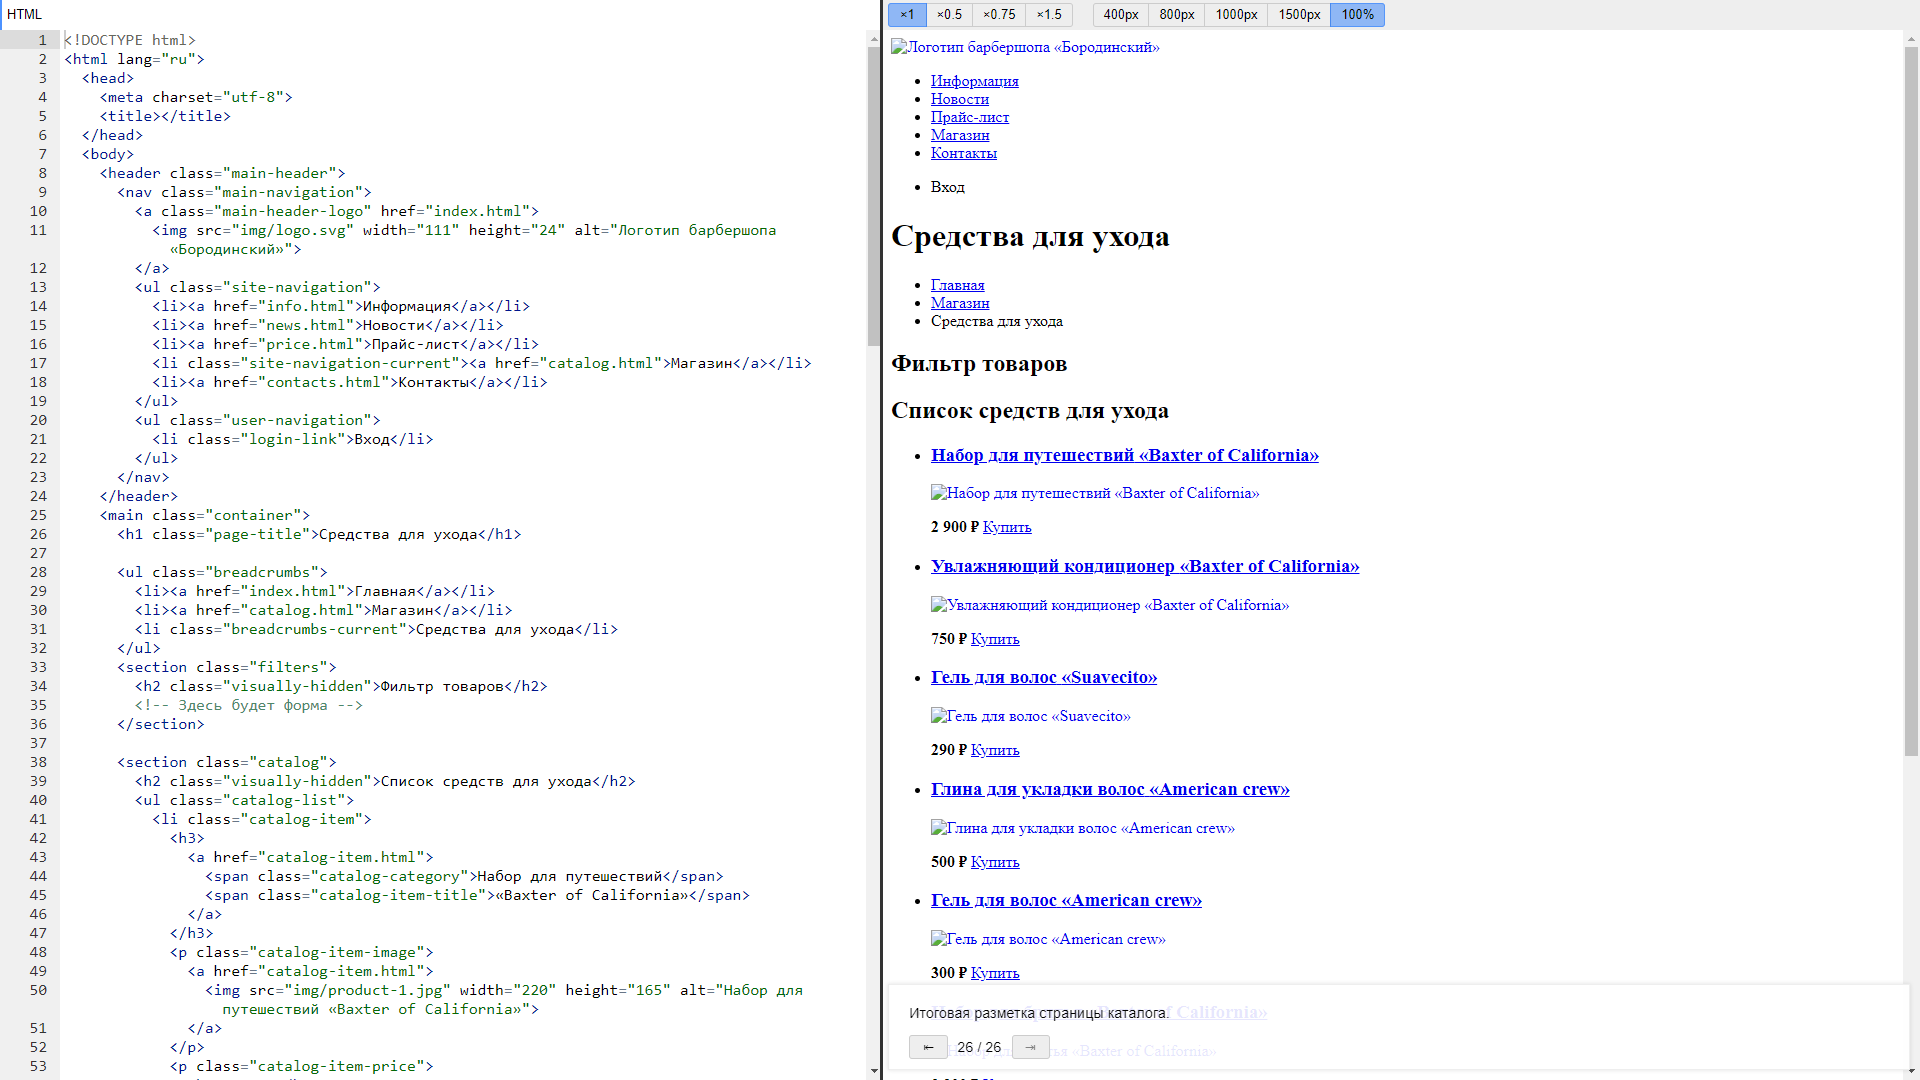 HTML
1 <!DOCTYPE html>
2 <html lang="ru">
3 <head>
4 <meta charset="utf-8">
5 <title></title>
6 </head>
7 <body>
8 <header class="main-header">
9 <nav class="main-navigation">
10 <a class="main-header-logo" href="index.html">
11 <img src="img/logo.svg" width="111" height="24" alt="Логотип барбершопа
«Бородинский»">
12 </a>
13 <ul class="site-navigation">
14 <li><a href="info.html">Информация</a></li>
15 <li><a href="news.html">Новости</a></li>
16 <li><a href="price.html">Прайс-лист</a></li>
17 <li class="site-navigation-current"><a href="catalog.html">Магазин</a></li>
18 <li><a href="contacts.html">Контакты</a></li>
19 </ul>
20 <ul class="user-navigation">
21 <li class="login-link">Вход</li>
22 </ul>
23 </nav>
24 </header>
25 <main class="container">
26 <h1 class="page-title">Средства для ухода</h1>
27
28 <ul class="breadcrumbs">
29 <li><a href="index.html">Главная</a></li>
30 <li><a href="catalog.html">Магазин</a></li>
31 <li class="breadcrumbs-current">Средства для ухода</li>
32 </ul>
33 <section class="filters">
34 <h2 class="visually-hidden">Фильтр товаров</h2>
35 <!-- Здесь будет форма -->
36 </section>
37
38 <section class="catalog">
39 <h2 class="visually-hidden">Список средств для ухода</h2>
40 <ul class="catalog-list">
41 <li class="catalog-item">
42 <h3>
43 <a href="catalog-item.html">
44 <span class="catalog-category">Набор для путешествий</span>
45 <span class="catalog-item-title">«Baxter of California»</span>
46 </a>
47 </h3>
48 <p class="catalog-item-image">
49 <a href="catalog-item.html">
50 <img src="img/product-1.jpg" width="220" height="165" alt="Набор для
путешествий «Baxter of California»">
51 </a>
52 </p>
53 <p class="catalog-item-price">
×1 ×0.5 ×0.75 ×1.5 400px 800px 1000px 1500px 100%
Логотип барбершопа «Бородинский»
Информация
Новости
Прайс-лист
Магазин
Контакты
Вход
Средства для ухода
Главная
Магазин
Средства для ухода
Фильтр товаров
Список средств для ухода
Набор для путешествий «Baxter of California»
Набор для путешествий «Baxter of California»
2 900 ₽ Купить
Увлажняющий кондиционер «Baxter of California»
Увлажняющий кондиционер «Baxter of California»
750 ₽ Купить
Гель для волос «Suavecito»
Гель для волос «Suavecito»
290 ₽ Купить
Глина для укладки волос «American crew»
Глина для укладки волос «American crew»
500 ₽ Купить
Гель для волос «American crew»
Гель для волос «American crew»
300 ₽ Купить
Итоговая разметка страницы каталога.
of California»
26 / 26
«Baxter of California»